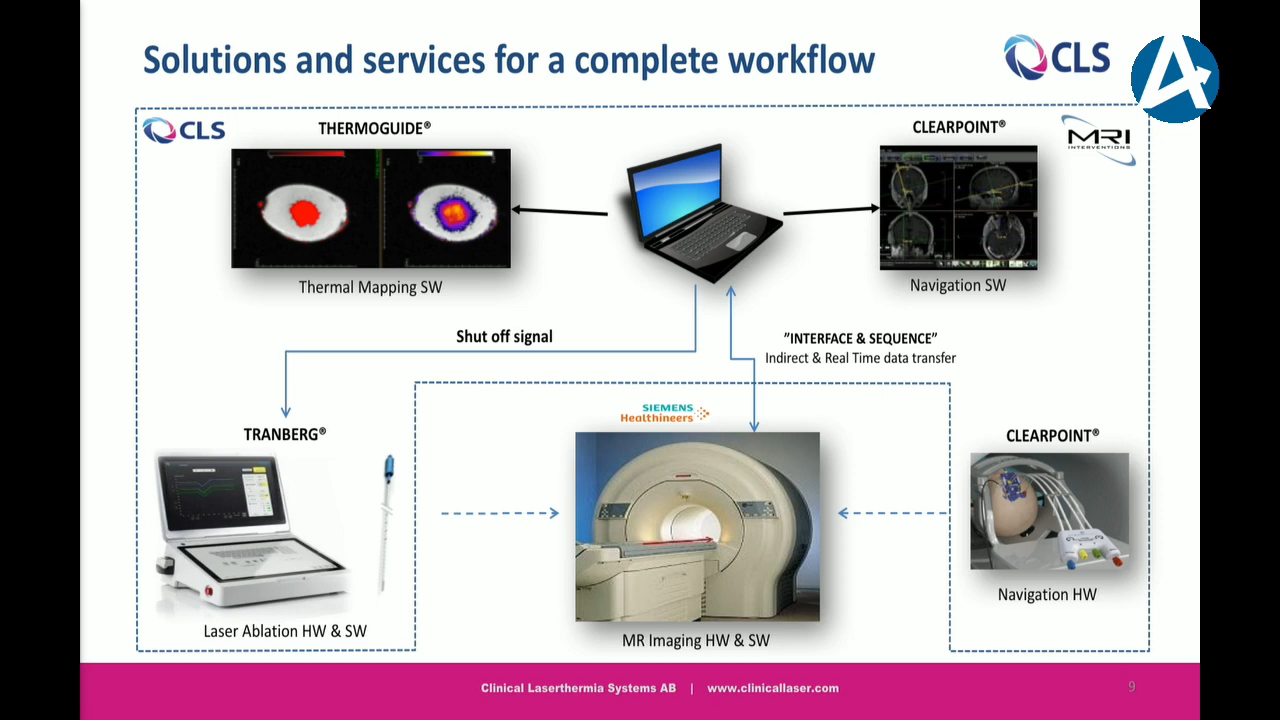 Solutions and services for a complete workflow
CLS
CLS
THERMOGUIDE®
CLEARPOINT®
MRI
INTERVENTIONS
Thermal Mapping SW
Navigation SW
Shut off signal
"INTERFACE & SEQUENCE"
Indirect & Real Time data transfer
SIEMENS
Healthineers
TRANBERG®
CLEARPOINT®
Navigation HW
Laser Ablation HW & SW
MR Imaging HW & SW
Clinical Laserthermia Systems AB | www.clinicallaser.com
9